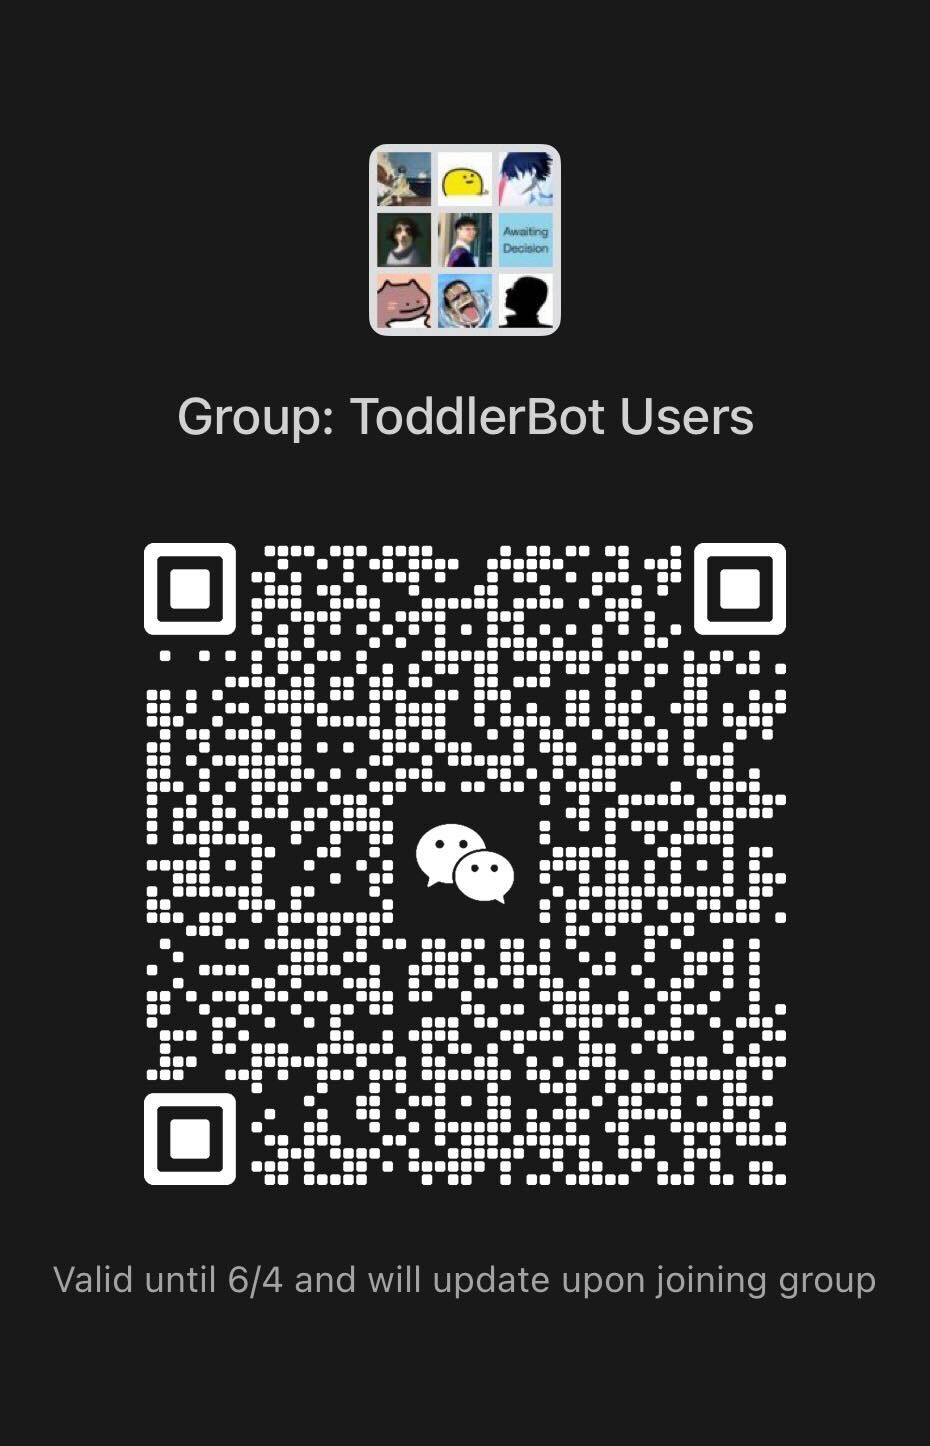 Awaiting
Decision
Group: ToddlerBot Users
Valid until 6/4 and will update upon joining group